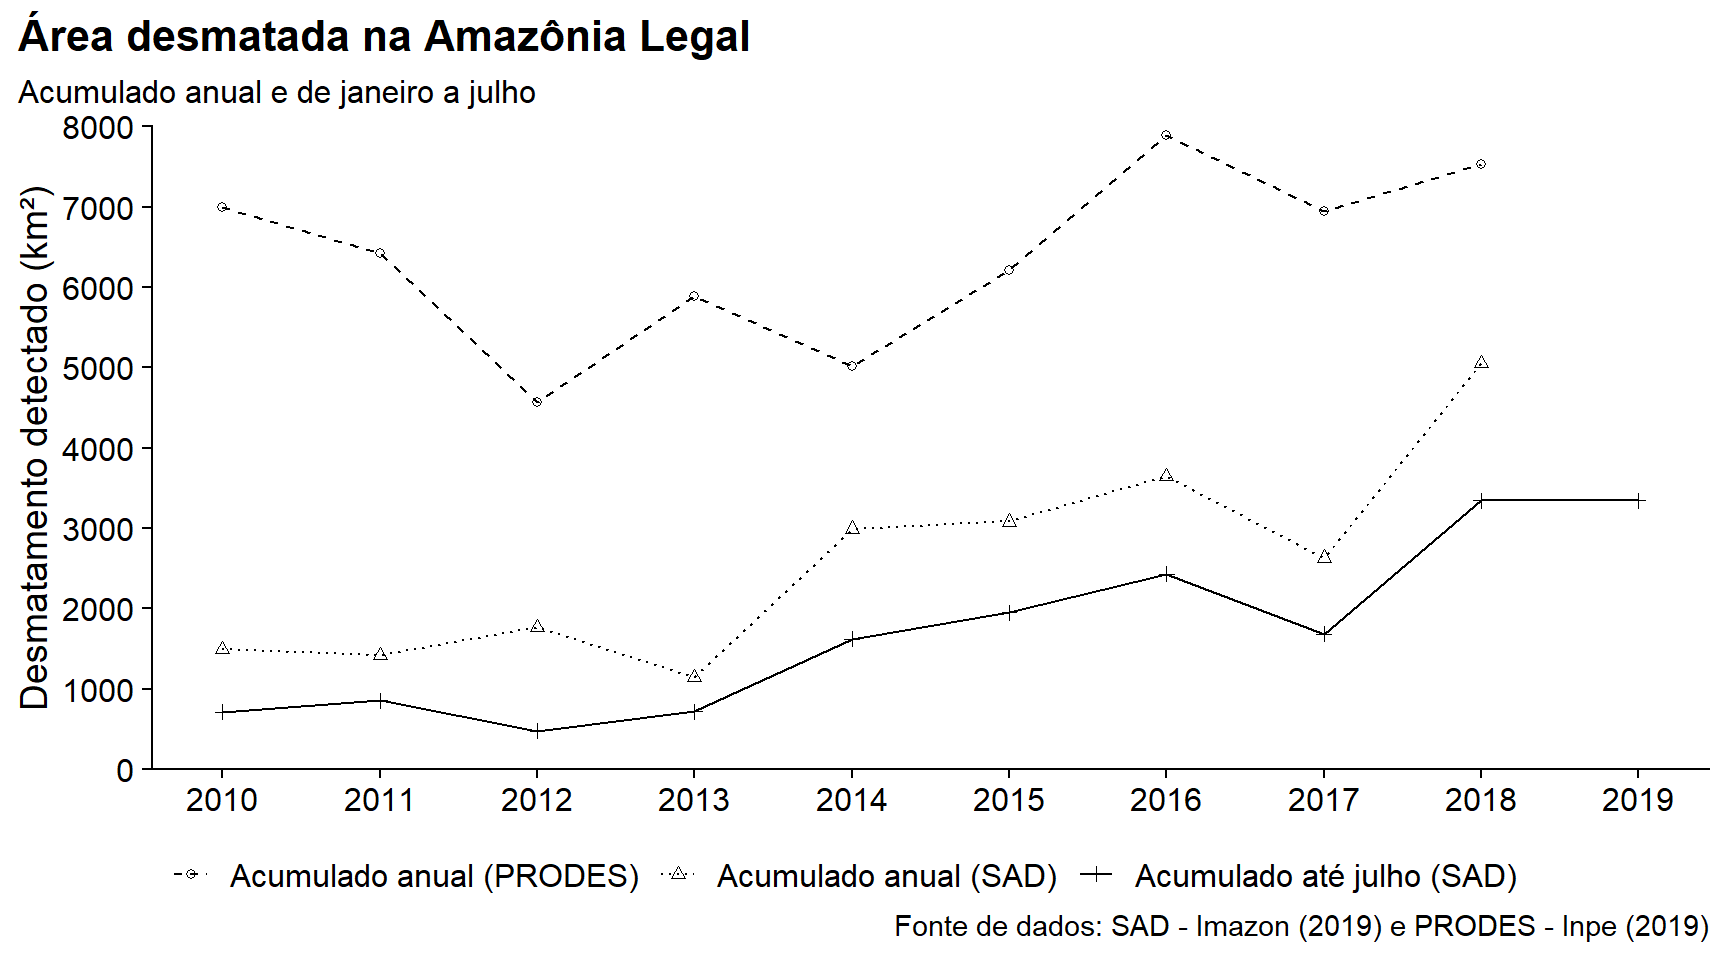 Área desmatada na Amazônia Legal
Acumulado anual e de janeiro a julho
Desmatamento detectado (km²)
8000
7000
6000
5000
4000
3000
2000
1000
0
2010 2011 2012 2013 2014 2015 2016 2017 2018 2019
Acumulado anual (PRODES) Acumulado anual (SAD) Acumulado até julho (SAD)
Fonte de dados: SAD - Imazon (2019) e PRODES - Inpe (2019)